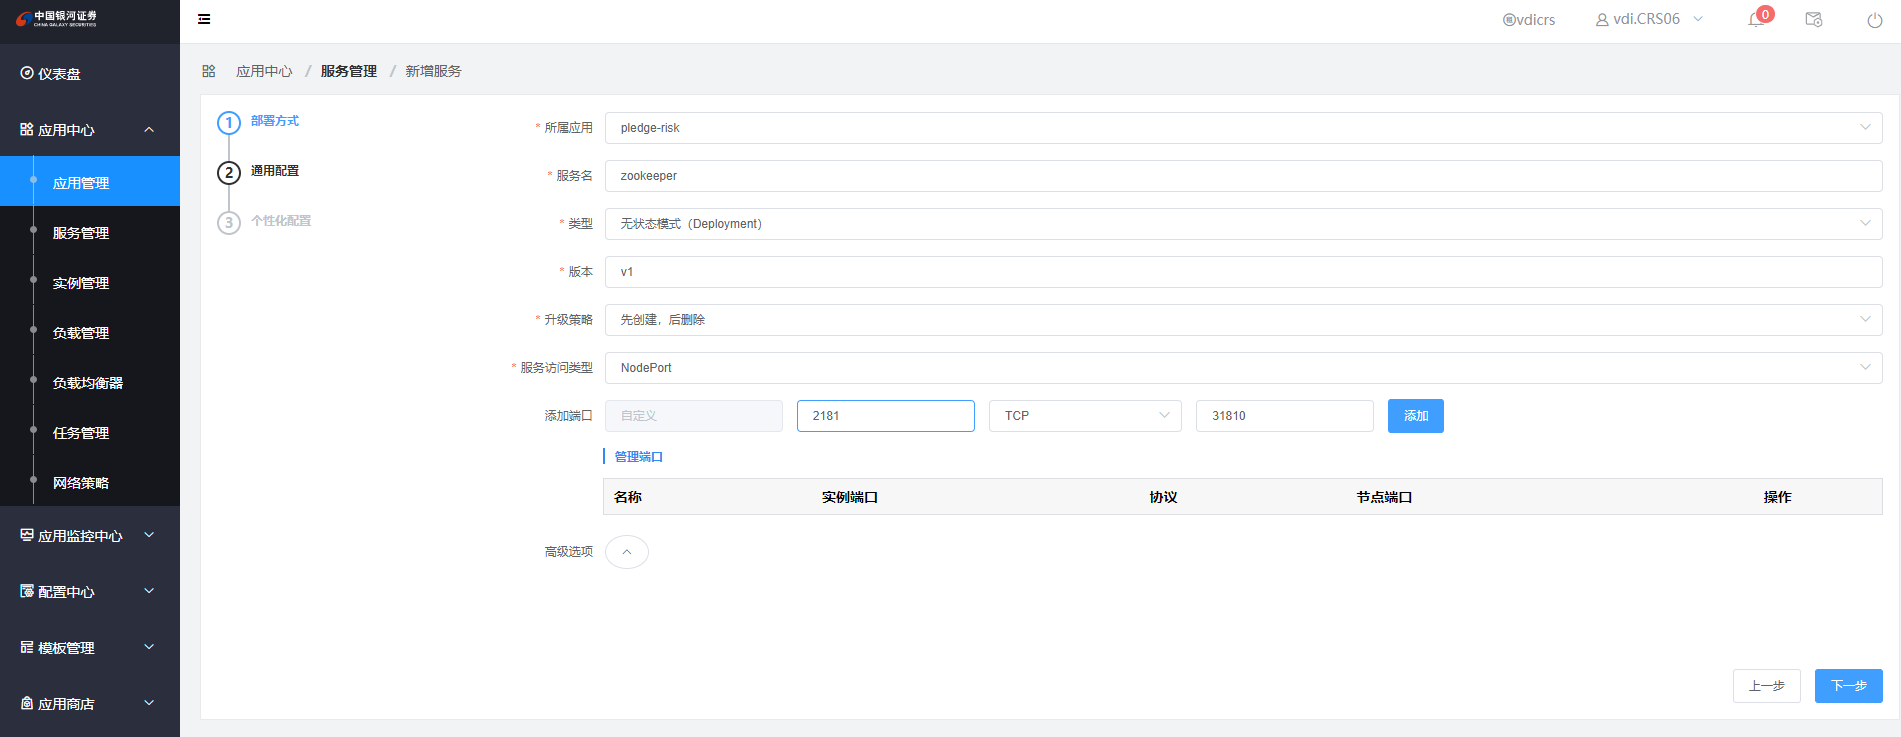 中国银河证券
CHINA GALAXY SECURITIES
vdicrs
vdi.CRS06
0
仪表盘
应用中心
应用管理
服务管理
实例管理
负载管理
负载均衡器
任务管理
网络策略
应用监控中心
配置中心
模板管理
应用商店
应用中心 / 服务管理 / 新增服务
1 部署方式
2 通用配置
3 个性化配置
* 所属应用 pledge-risk
* 服务名 zookeeper
* 类型 无状态模式（Deployment）
* 版本 v1
* 升级策略 先创建，后删除
* 服务访问类型 NodePort
添加端口 自定义 2181 TCP 31810 添加
管理端口
名称 实例端口 协议 节点端口 操作
高级选项
上一步 下一步